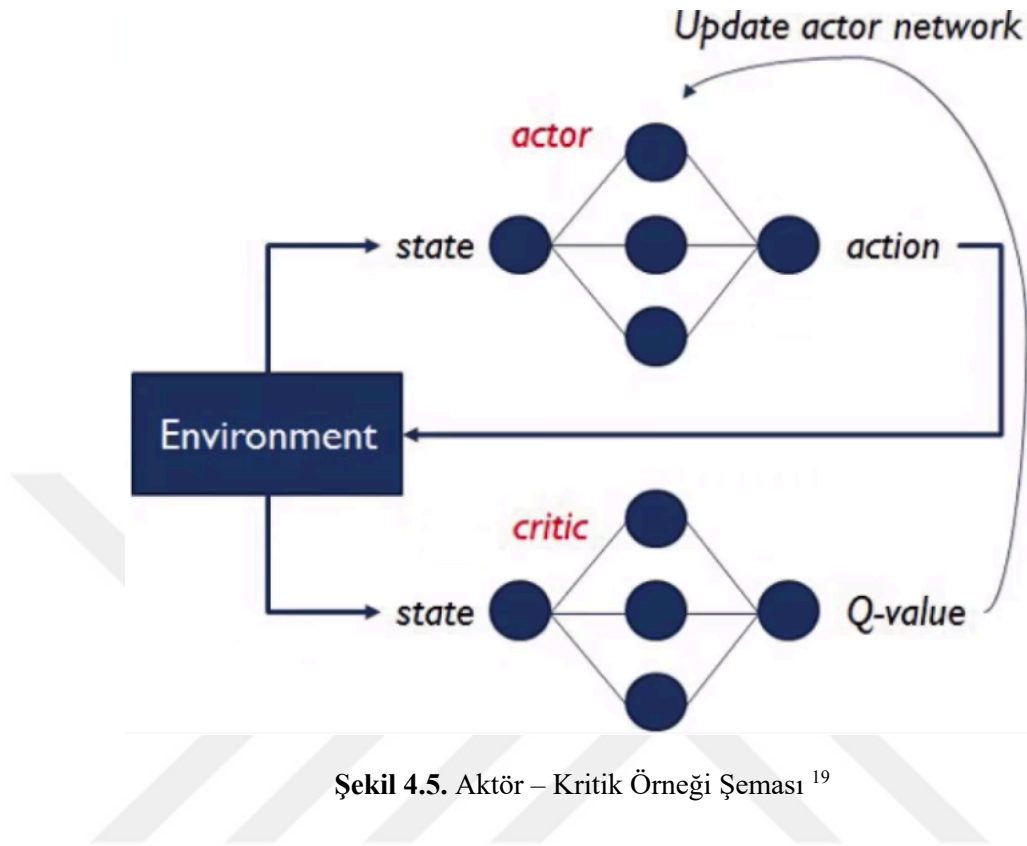 Update actor network
actor
state
action
Environment
critic
state
Q-value
Şekil 4.5. Aktör – Kritik Örneği Şeması 19